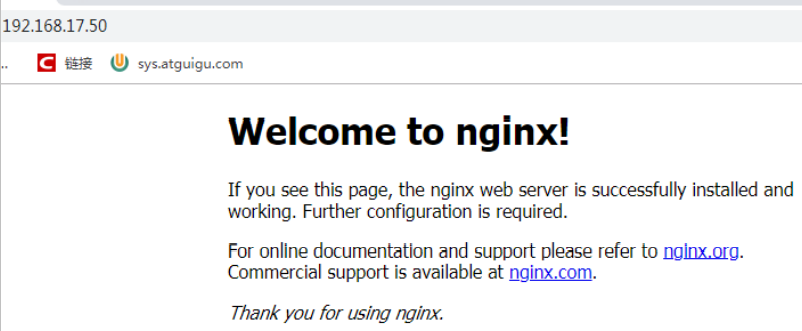 192.168.17.50
.. 链接 sys.atguigu.com
Welcome to nginx!
If you see this page, the nginx web server is successfully installed and
working. Further configuration is required.
For online documentation and support please refer to nginx.org.
Commercial support is available at nginx.com.
Thank you for using nginx.